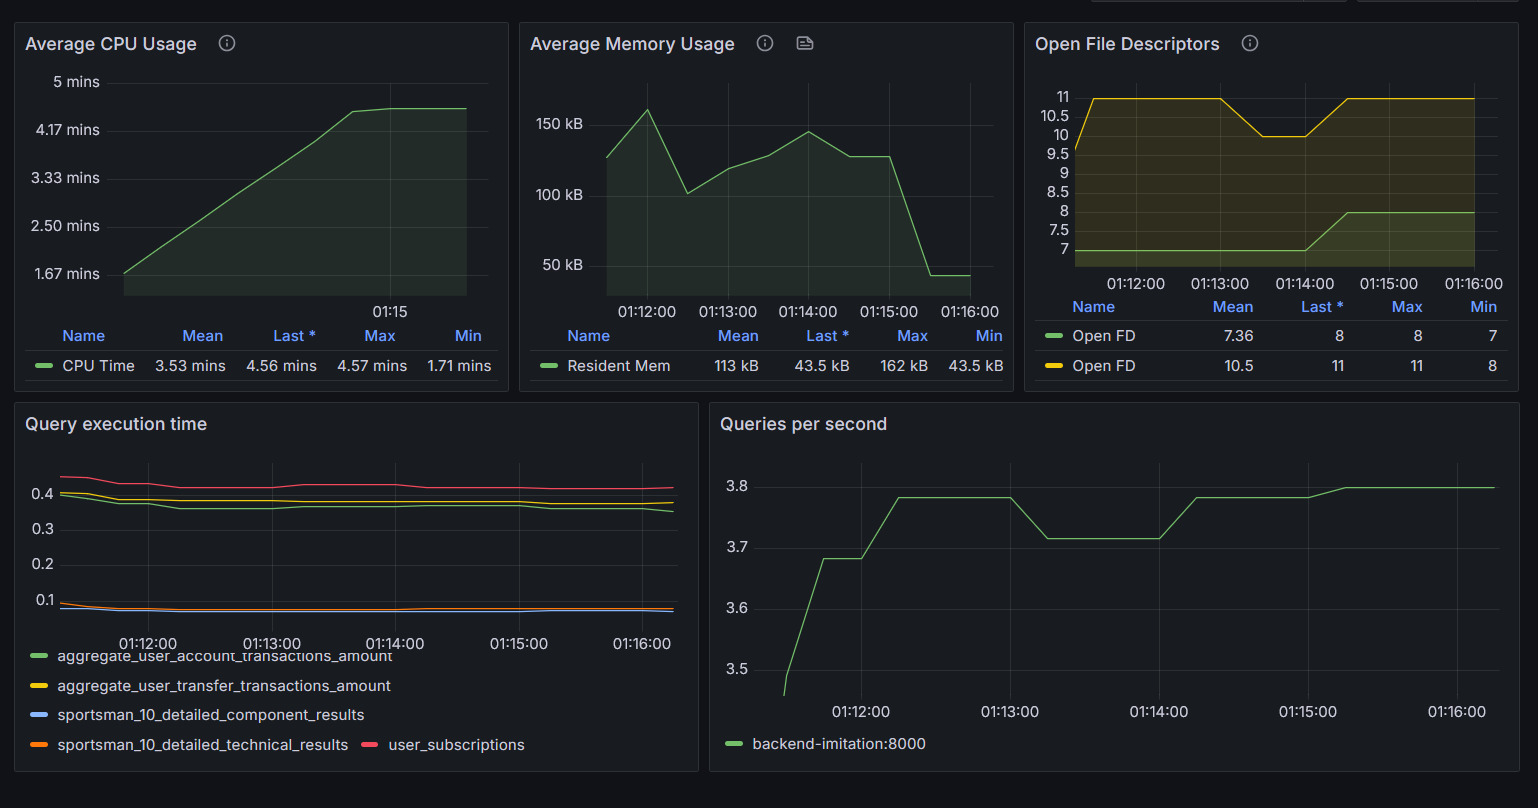 Average CPU Usage
5 mins
4.17 mins
3.33 mins
2.50 mins
1.67 mins
01:15
Name Mean Last * Max Min
CPU Time 3.53 mins 4.56 mins 4.57 mins 1.71 mins
Average Memory Usage
150 kB
100 kB
50 kB
01:12:00 01:13:00 01:14:00 01:15:00 01:16:00
Name Mean Last * Max Min
Resident Mem 113 kB 43.5 kB 162 kB 43.5 kB
Open File Descriptors
11
10.5
10
9.5
9
8.5
8
7.5
7
01:12:00 01:13:00 01:14:00 01:15:00 01:16:00
Name Mean Last * Max Min
Open FD 7.36 8 8 7
Open FD 10.5 11 11 8
Query execution time
0.4
0.3
0.2
0.1
01:12:00 01:13:00 01:14:00 01:15:00 01:16:00
aggregate_user_account_transactions_amount
aggregate_user_transfer_transactions_amount
sportsman_10_detailed_component_results
sportsman_10_detailed_technical_results user_subscriptions
Queries per second
3.8
3.7
3.6
3.5
01:12:00 01:13:00 01:14:00 01:15:00 01:16:00
backend-imitation:8000